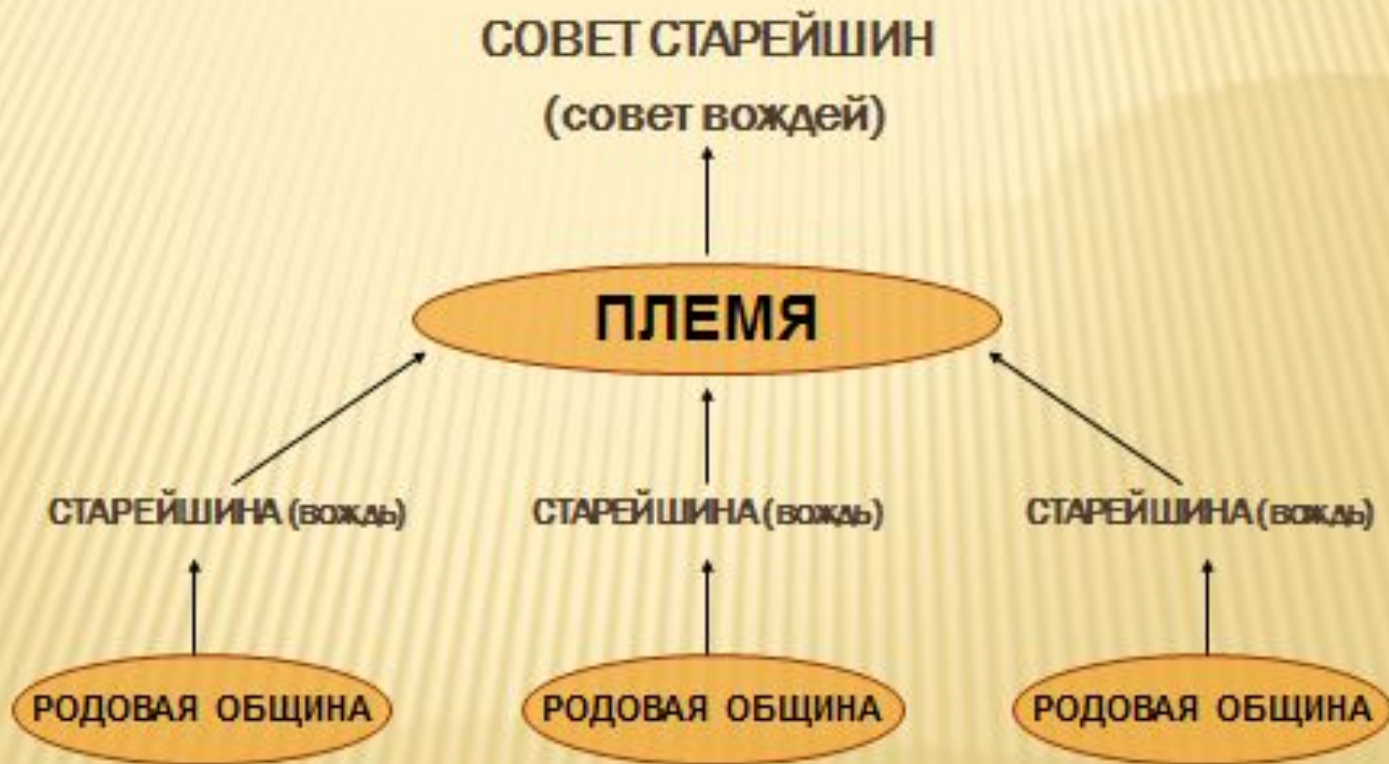 СОВЕТ СТАРЕЙШИН
(совет вождей)
ПЛЕМЯ
СТАРЕЙШИНА (вождь)
СТАРЕЙШИНА (вождь)
СТАРЕЙШИНА (вождь)
РОДОВАЯ ОБЩИНА
РОДОВАЯ ОБЩИНА
РОДОВАЯ ОБЩИНА